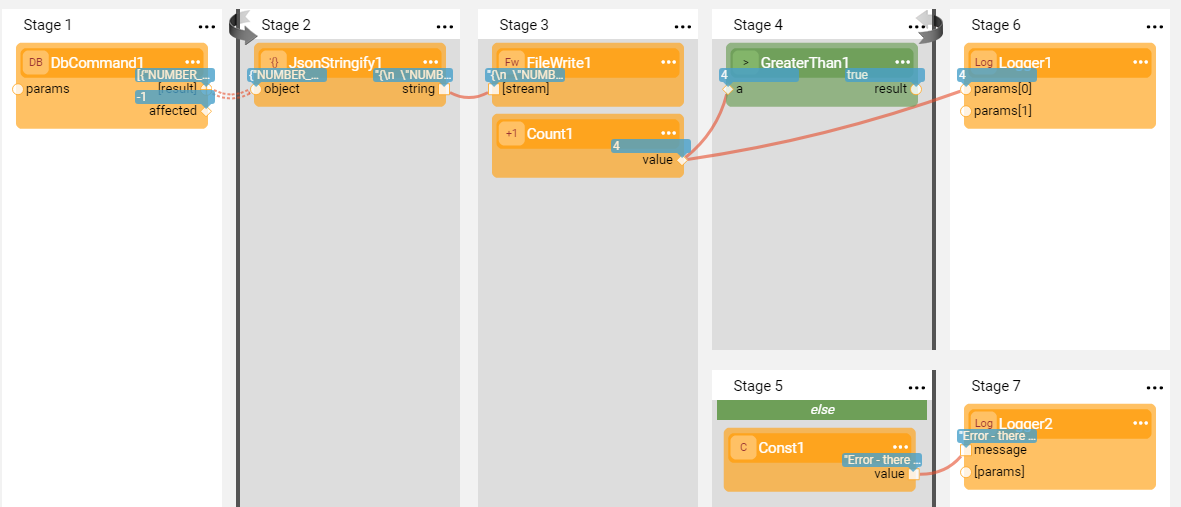 Stage 1
DB DbCommand1
[{"NUMBER_...
params
[result]
-1
affected
Stage 2
'{} JsonStringify1
{"NUMBER_...
"{\n \"NUMB...
object
string
Stage 3
Fw FileWrite1
"{\n \"NUMB...
[stream]
+1 Count1
4
value
Stage 4
> GreaterThan1
4
true
a
result
Stage 6
Log Logger1
4
params[0]
params[1]
Stage 5
else
C Const1
"Error - there ...
value
Stage 7
Log Logger2
"Error - there ...
message
[params]